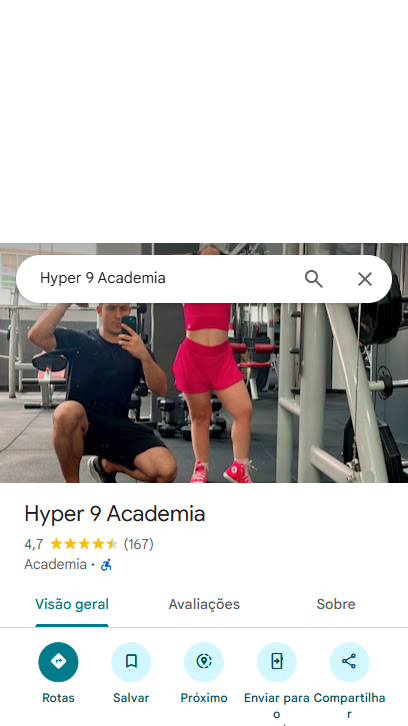 Hyper 9 Academia
Hyper 9 Academia
4,7 (167)
Academia ·
Visão geral Avaliações Sobre
Rotas Salvar Próximo Enviar para Compartilha
o r